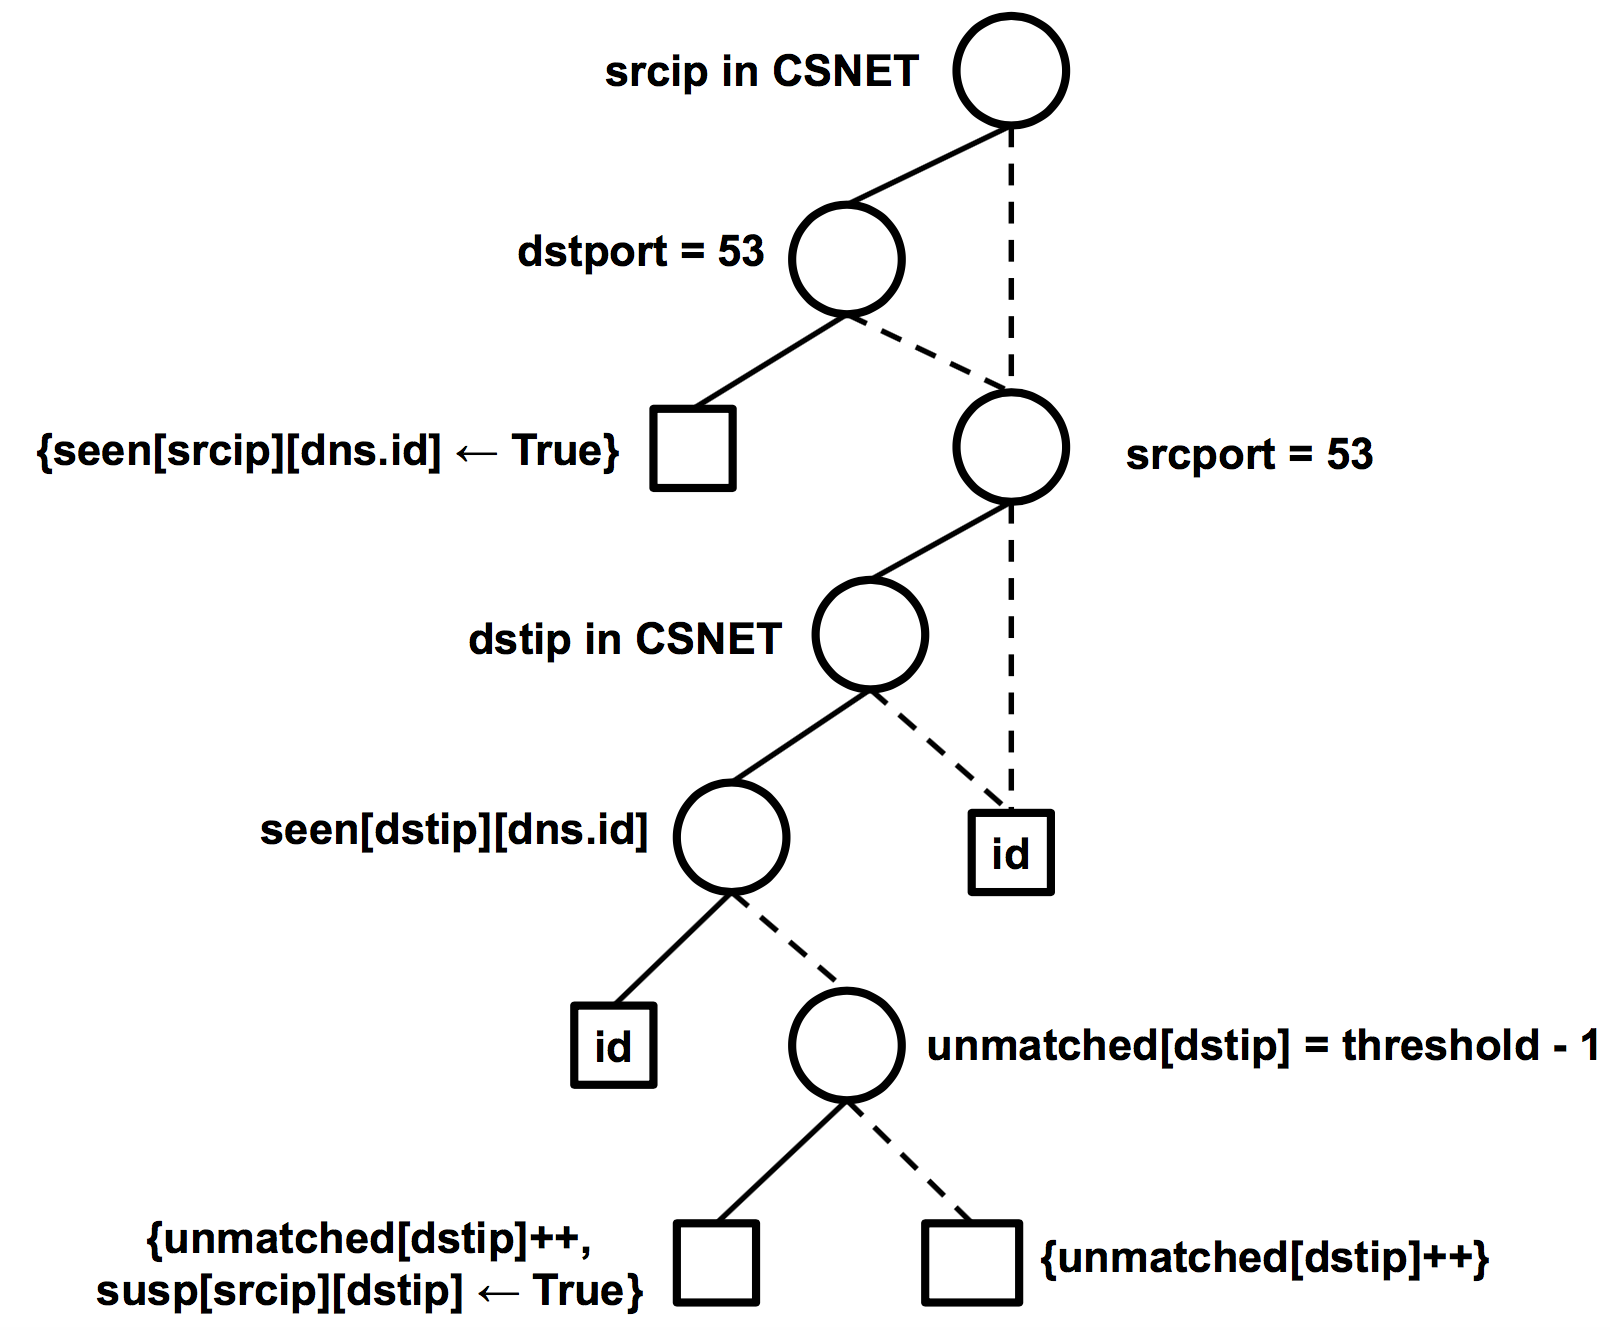 srcip in CSNET
dstport = 53
{seen[srcip][dns.id] ← True}
srcport = 53
dstip in CSNET
seen[dstip][dns.id]
id
id
unmatched[dstip] = threshold - 1
{unmatched[dstip]++,
susp[srcip][dstip] ← True}
{unmatched[dstip]++}